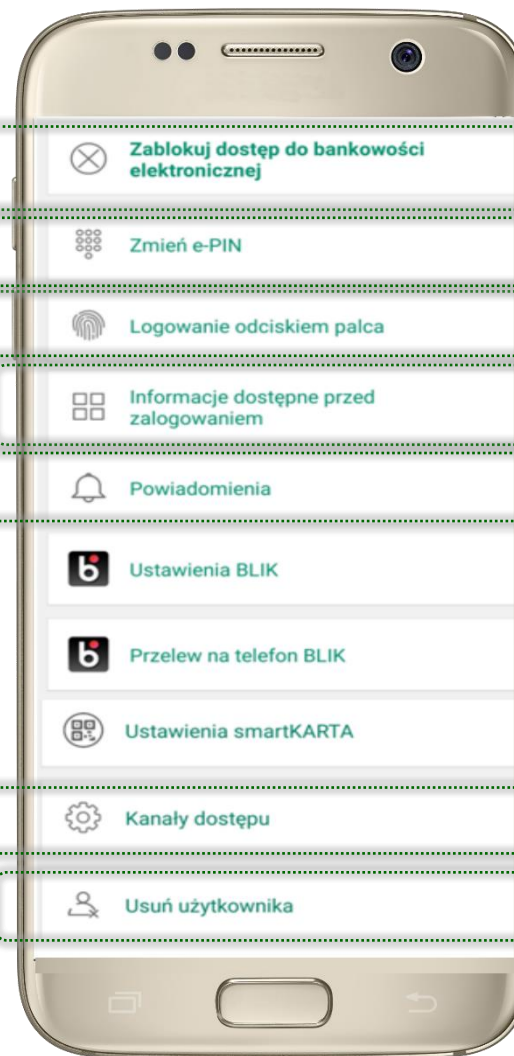 Zablokuj dostęp do bankowości
elektronicznej
Zmień e-PIN
Logowanie odciskiem palca
Informacje dostępne przed
zalogowaniem
Powiadomienia
Ustawienia BLIK
Przelew na telefon BLIK
Ustawienia smartKARTA
Kanały dostępu
Usuń użytkownika